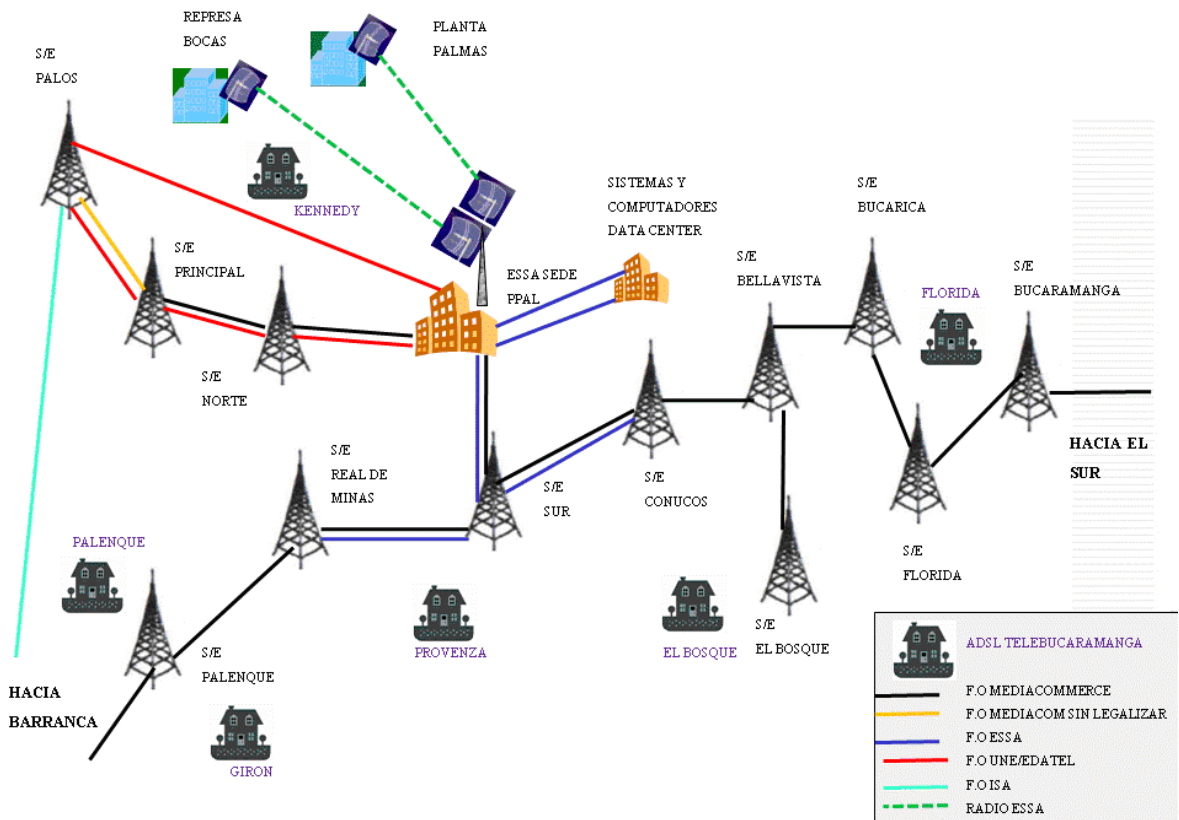 REPRESA
BOCAS
PLANTA
PALMAS
S/E
PALOS
KENNEDY
SISTEMAS Y
COMPUTADORES
DATA CENTER
S/E
BUCARICA
S/E
PRINCIPAL
ESSA SEDE
PPAL
S/E
BELLAVISTA
FLORIDA
S/E
BUCARAMANGA
S/E
NORTE
S/E
REAL DE
MINAS
S/E
SUR
S/E
CONUCOS
HACIA EL
SUR
PALENQUE
S/E
FLORIDA
PROVENZA
EL BOSQUE
S/E
EL BOSQUE
S/E
PALENQUE
HACIA
BARRANCA
GIRON
ADSL TELEBUCARAMANGA
F.O MEDIACOMMERCE
F.O MEDIACOM SIN LEGALIZAR
F.O ESSA
F.O UNE/EDATEL
F.O ISA
RADIO ESSA